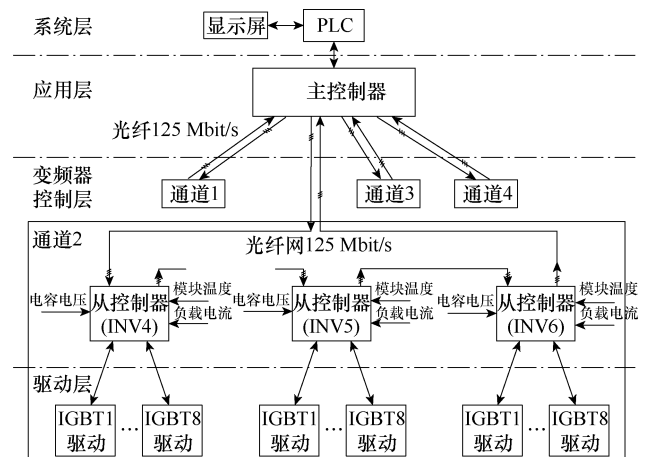 系统层
显示屏
PLC
应用层
主控制器
光纤125 Mbit/s
变频器
控制层
通道1
通道3
通道4
通道2
光纤网125 Mbit/s
电容电压
从控制器
(INV4)
模块温度
负载电流
电容电压
从控制器
(INV5)
模块温度
负载电流
电容电压
从控制器
(INV6)
模块温度
负载电流
驱动层
IGBT1
驱动
…
IGBT8
驱动
IGBT1
驱动
…
IGBT8
驱动
IGBT1
驱动
…
IGBT8
驱动